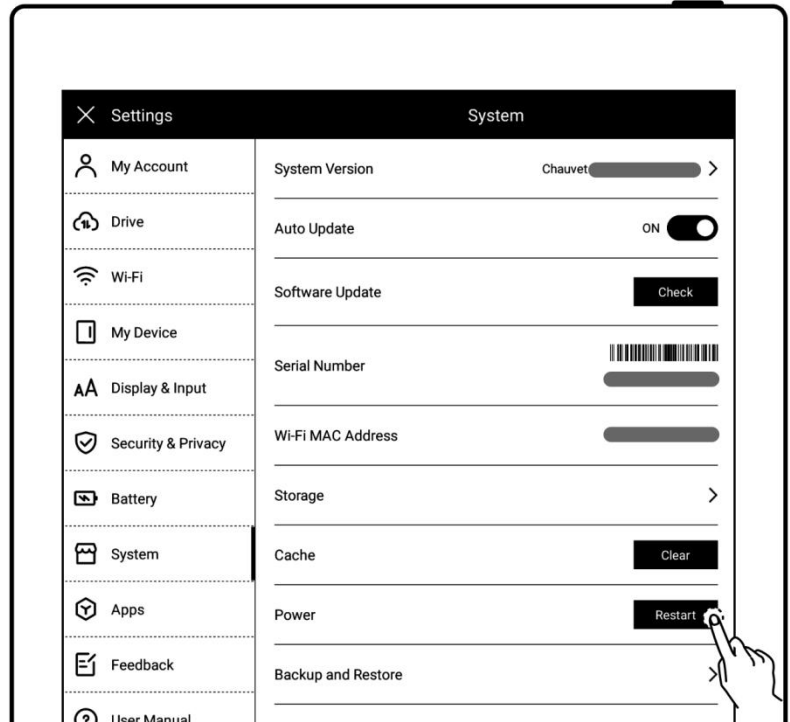 Settings
System
My Account
Drive
Wi-Fi
My Device
Display & Input
Security & Privacy
Battery
System
Apps
Feedback
User Manual
System Version Chauvet
Auto Update ON
Software Update Check
Serial Number
Wi-Fi MAC Address
Storage
Cache Clear
Power Restart
Backup and Restore